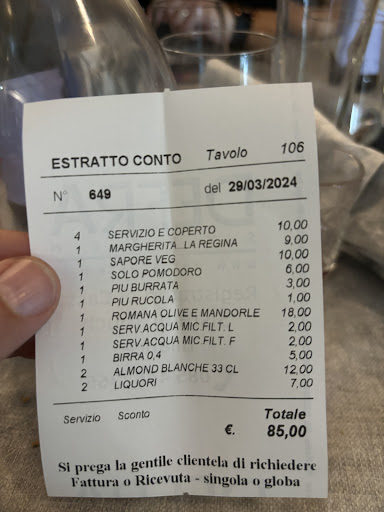 ESTRATTO CONTO Tavolo 106
N° 649 del 29/03/2024
4 SERVIZIO E COPERTO 10,00
1 MARGHERITA..LA REGINA 9,00
1 SAPORE VEG 10,00
1 SOLO POMODORO 6,00
1 PIU BURRATA 3,00
1 PIU RUCOLA 1,00
1 ROMANA OLIVE E MANDORLE 18,00
1 SERV.ACQUA MIC.FILT. L 2,00
1 SERV.ACQUA MIC.FILT. F 2,00
1 BIRRA 0,4 5,00
2 ALMOND BLANCHE 33 CL 12,00
2 LIQUORI 7,00
Servizio Sconto Totale
€. 85,00
Si prega la gentile clientela di richiedere
Fattura o Ricevuta - singola o globa